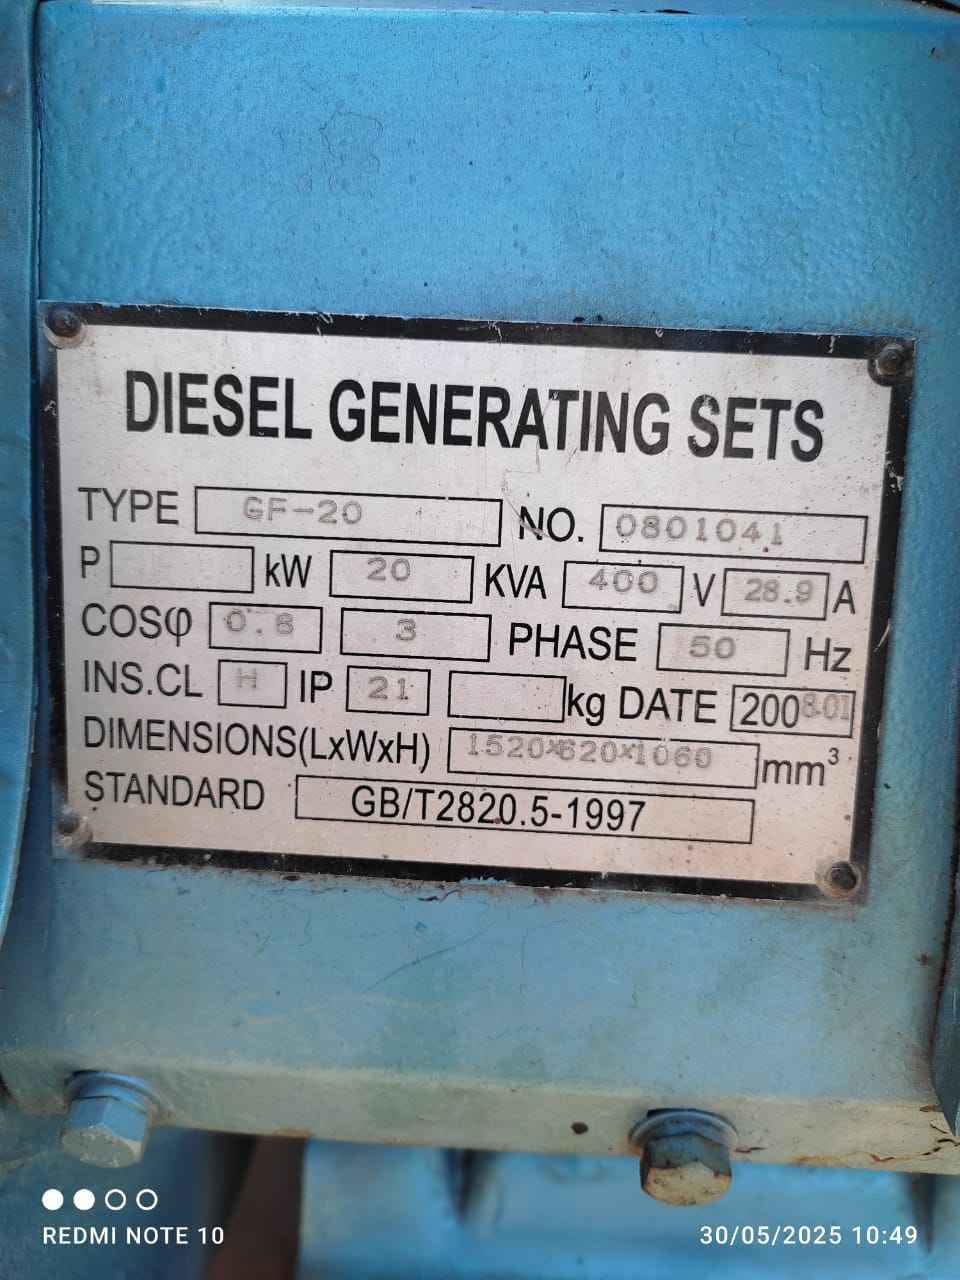 DIESEL GENERATING SETS
TYPE GF-20 NO. 0801041
P kW 20 KVA 400 V 28.9 A
COSφ 0.8 3 PHASE 50 Hz
INS.CL H IP 21 kg DATE 2008.01
DIMENSIONS(LxWxH) 1520×620×1060 mm³
STANDARD GB/T2820.5-1997
REDMI NOTE 10
30/05/2025 10:49